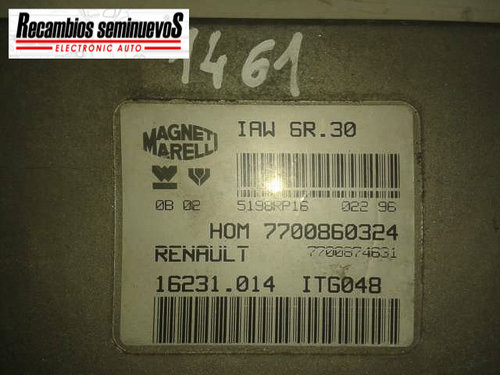 Recambios seminuevoS
ELECTRONIC AUTO
1461
MAGNETI MARELLI
IAW 6R.30
0B 02 5198RP16 022 96
HOM 7700860324
RENAULT 7700874631
16231.014 ITG048